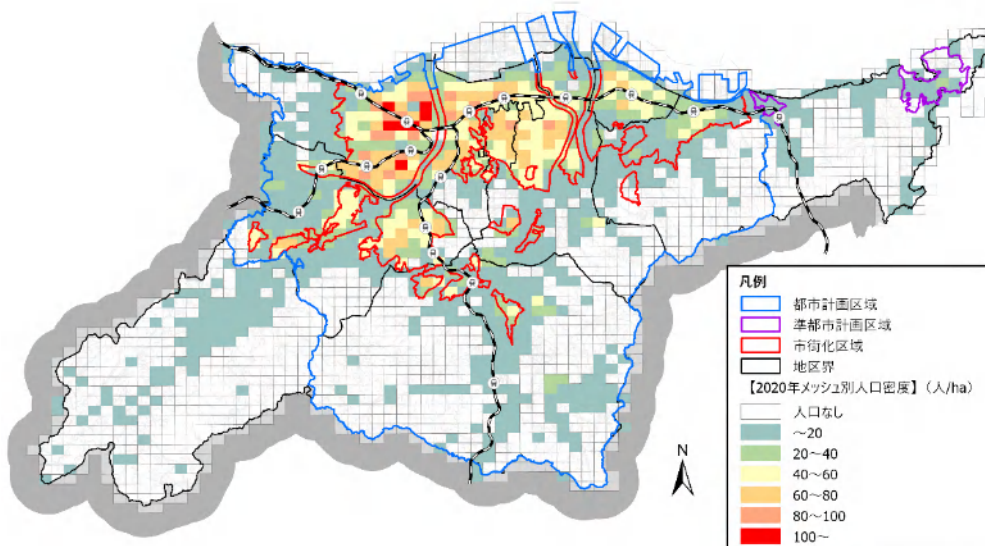 N
凡例
都市計画区域
準都市計画区域
市街化区域
地区界
【2020年メッシュ別人口密度】(人/ha)
人口なし
～20
20～40
40～60
60～80
80～100
100～